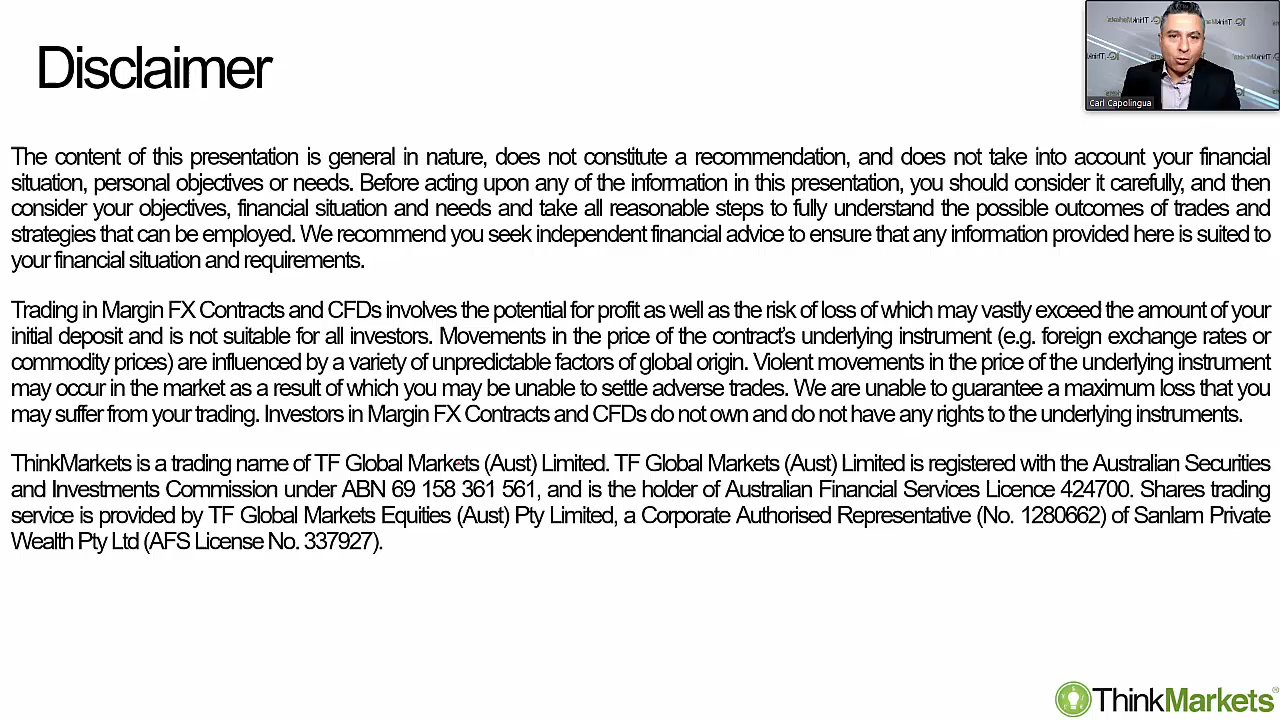 Disclaimer
Carl Capolingua
The content of this presentation is general in nature, does not constitute a recommendation, and does not take into account your financial
situation, personal objectives or needs. Before acting upon any of the information in this presentation, you should consider it carefully, and then
consider your objectives, financial situation and needs and take all reasonable steps to fully understand the possible outcomes of trades and
strategies that can be employed. We recommend you seek independent financial advice to ensure that any information provided here is suited to
your financial situation and requirements.
Trading in Margin FX Contracts and CFDs involves the potential for profit as well as the risk of loss of which may vastly exceed the amount of your
initial deposit and is not suitable for all investors. Movements in the price of the contract's underlying instrument (e.g. foreign exchange rates or
commodity prices) are influenced by a variety of unpredictable factors of global origin. Violent movements in the price of the underlying instrument
may occur in the market as a result of which you may be unable to settle adverse trades. We are unable to guarantee a maximum loss that you
may suffer from your trading. Investors in Margin FX Contracts and CFDs do not own and do not have any rights to the underlying instruments.
ThinkMarkets is a trading name of TF Global Markets (Aust) Limited. TF Global Markets (Aust) Limited is registered with the Australian Securities
and Investments Commission under ABN 69 158 361 561, and is the holder of Australian Financial Services Licence 424700. Shares trading
service is provided by TF Global Markets Equities (Aust) Pty Limited, a Corporate Authorised Representative (No. 1280662) of Sanlam Private
Wealth Pty Ltd (AFS License No. 337927).
ThinkMarkets®